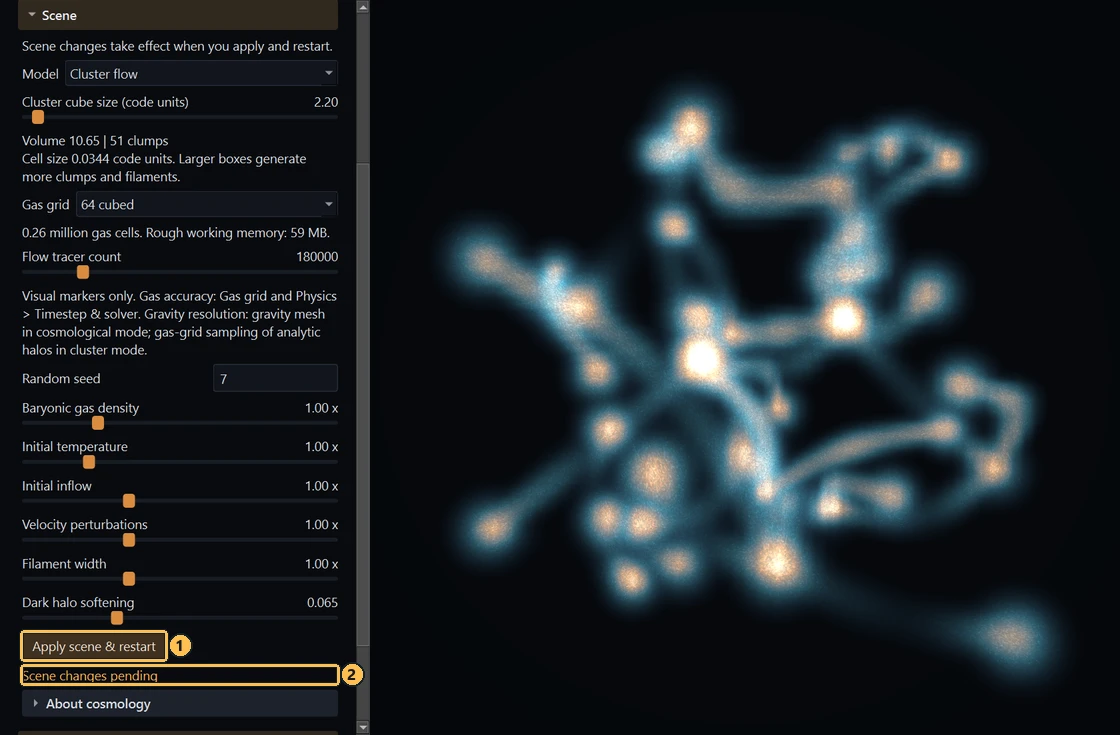 Scene
Scene changes take effect when you apply and restart.
Model Cluster flow
Cluster cube size (code units) 2.20
Volume 10.65 | 51 clumps
Cell size 0.0344 code units. Larger boxes generate
more clumps and filaments.
Gas grid 64 cubed
0.26 million gas cells. Rough working memory: 59 MB.
Flow tracer count 180000
Visual markers only. Gas accuracy: Gas grid and Physics
> Timestep & solver. Gravity resolution: gravity mesh
in cosmological mode; gas-grid sampling of analytic
halos in cluster mode.
Random seed 7
Baryonic gas density 1.00 x
Initial temperature 1.00 x
Initial inflow 1.00 x
Velocity perturbations 1.00 x
Filament width 1.00 x
Dark halo softening 0.065
Apply scene & restart 1
Scene changes pending 2
About cosmology